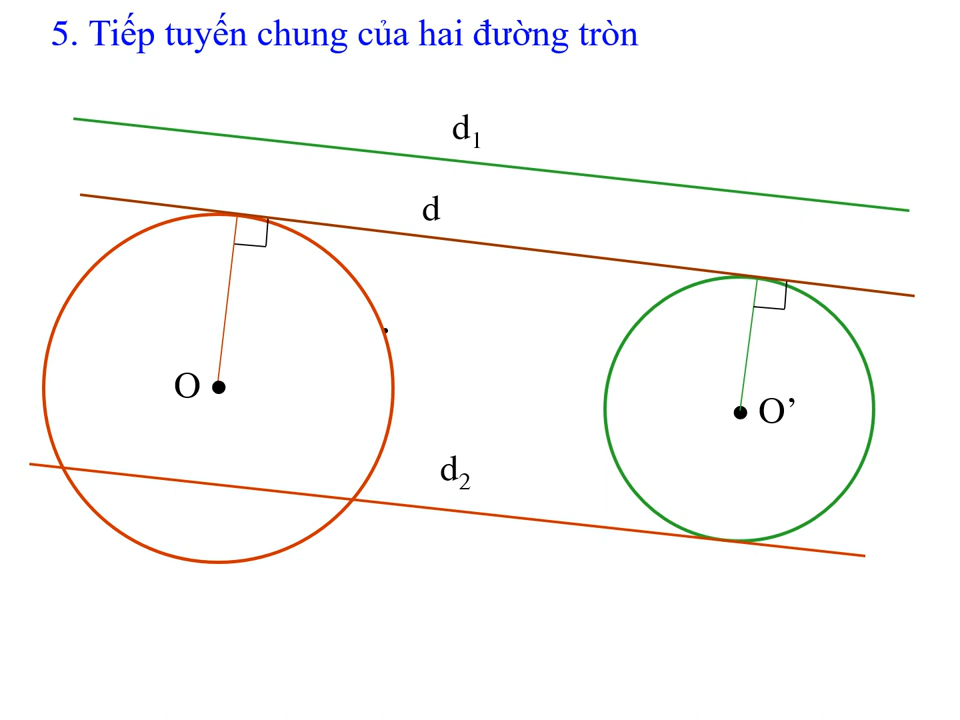 5. Tiếp tuyến chung của hai đường tròn
d1
d
O
O’
d2